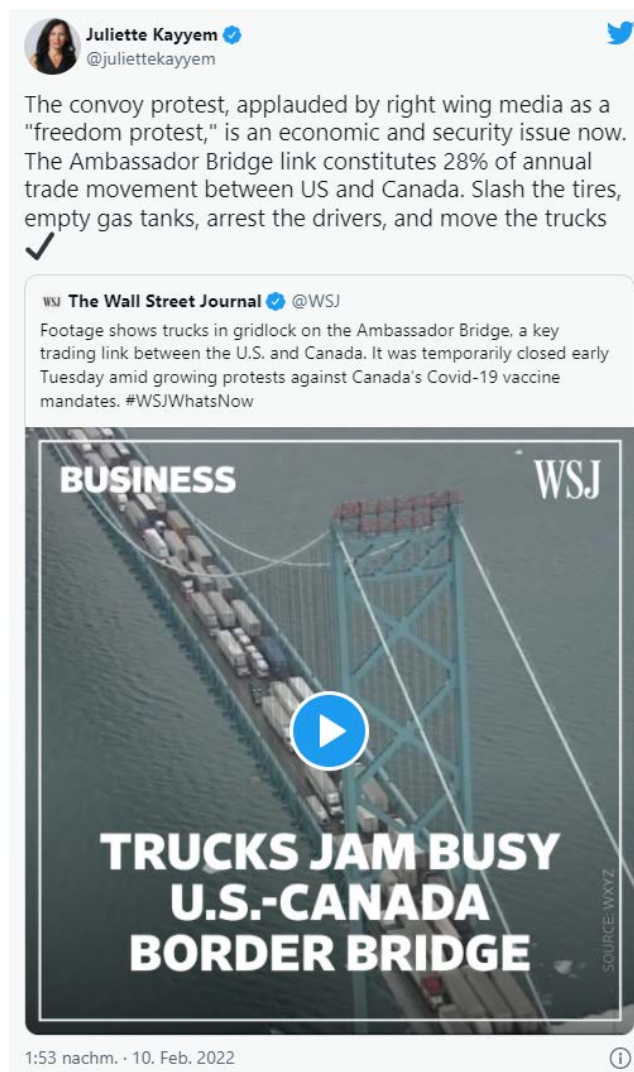 Juliette Kayyem
@juliettekayyem
The convoy protest, applauded by right wing media as a
"freedom protest," is an economic and security issue now.
The Ambassador Bridge link constitutes 28% of annual
trade movement between US and Canada. Slash the tires,
empty gas tanks, arrest the drivers, and move the trucks
✔
WSJ The Wall Street Journal @WSJ
Footage shows trucks in gridlock on the Ambassador Bridge, a key
trading link between the U.S. and Canada. It was temporarily closed early
Tuesday amid growing protests against Canada's Covid-19 vaccine
mandates. #WSJWhatsNow
BUSINESS
WSJ
TRUCKS JAM BUSY
U.S.-CANADA
BORDER BRIDGE
SOURCE: WXYZ
1:53 nachm. · 10. Feb. 2022